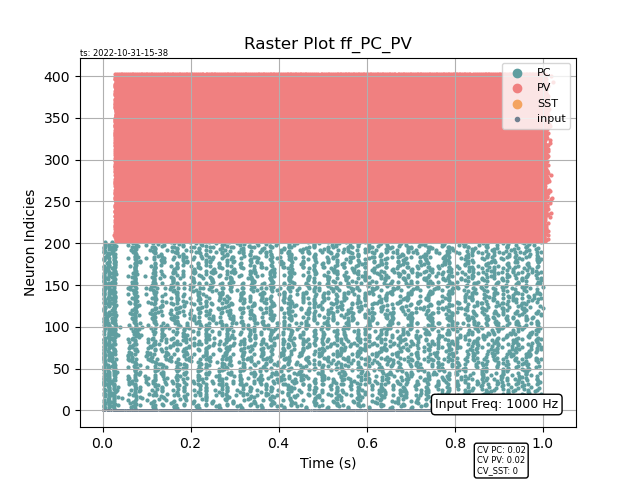 ts: 2022-10-31-15-38
Raster Plot ff_PC_PV
PC
PV
SST
input
400
350
300
250
200
150
100
50
0
Neuron Indicies
Input Freq: 1000 Hz
0.0 0.2 0.4 0.6 0.8 1.0
Time (s)
CV PC: 0.02
CV PV: 0.02
CV_SST: 0